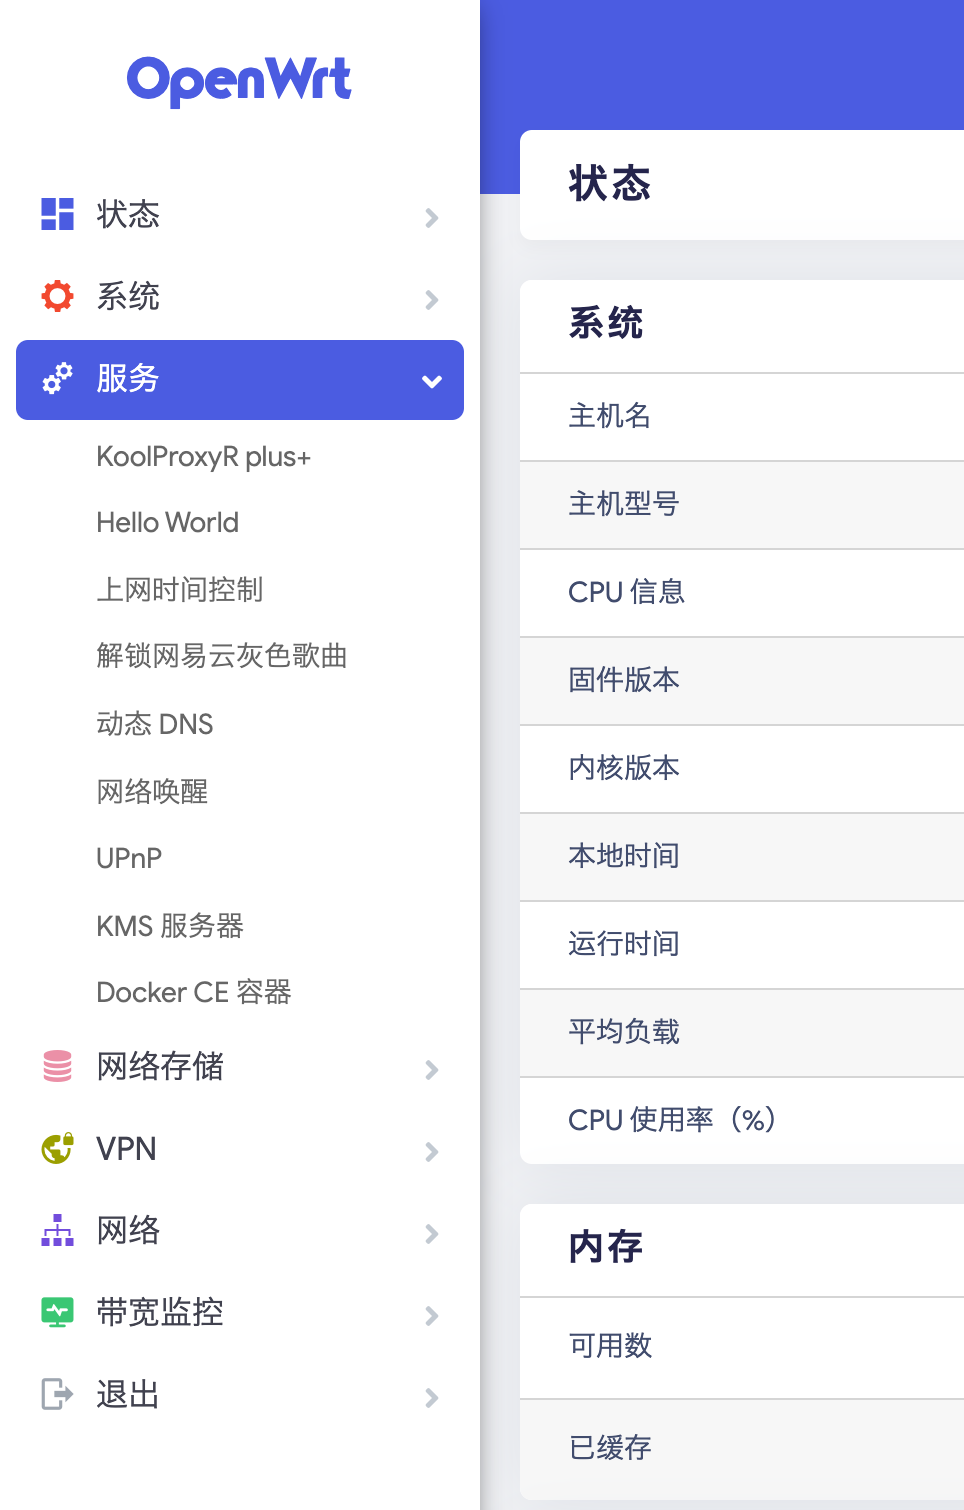 OpenWrt
状态
系统
服务
KoolProxyR plus+
Hello World
上网时间控制
解锁网易云灰色歌曲
动态 DNS
网络唤醒
UPnP
KMS 服务器
Docker CE 容器
网络存储
VPN
网络
带宽监控
退出
状态
系统
主机名
主机型号
CPU 信息
固件版本
内核版本
本地时间
运行时间
平均负载
CPU 使用率（%）
内存
可用数
已缓存